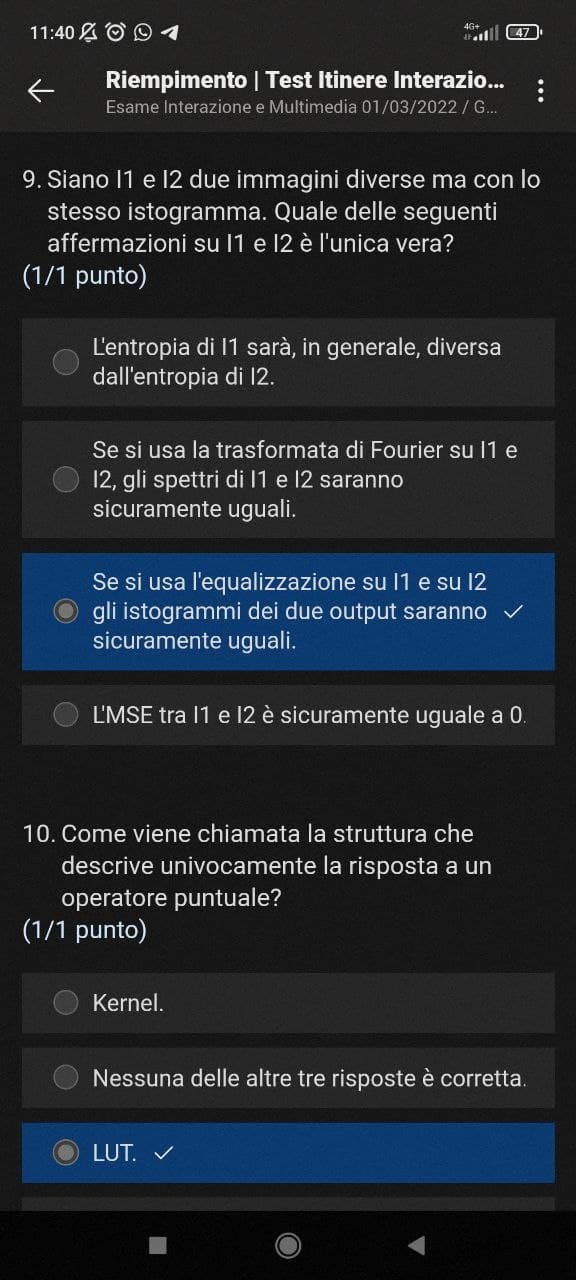 11:40
4G+
47
Riempimento | Test Itinere Interazio...
Esame Interazione e Multimedia 01/03/2022 / G...
9. Siano I1 e I2 due immagini diverse ma con lo
stesso istogramma. Quale delle seguenti
affermazioni su I1 e I2 è l'unica vera?
(1/1 punto)
L'entropia di I1 sarà, in generale, diversa
dall'entropia di I2.
Se si usa la trasformata di Fourier su I1 e
I2, gli spettri di I1 e I2 saranno
sicuramente uguali.
Se si usa l'equalizzazione su I1 e su I2
gli istogrammi dei due output saranno
sicuramente uguali.
L'MSE tra I1 e I2 è sicuramente uguale a 0.
10. Come viene chiamata la struttura che
descrive univocamente la risposta a un
operatore puntuale?
(1/1 punto)
Kernel.
Nessuna delle altre tre risposte è corretta.
LUT.